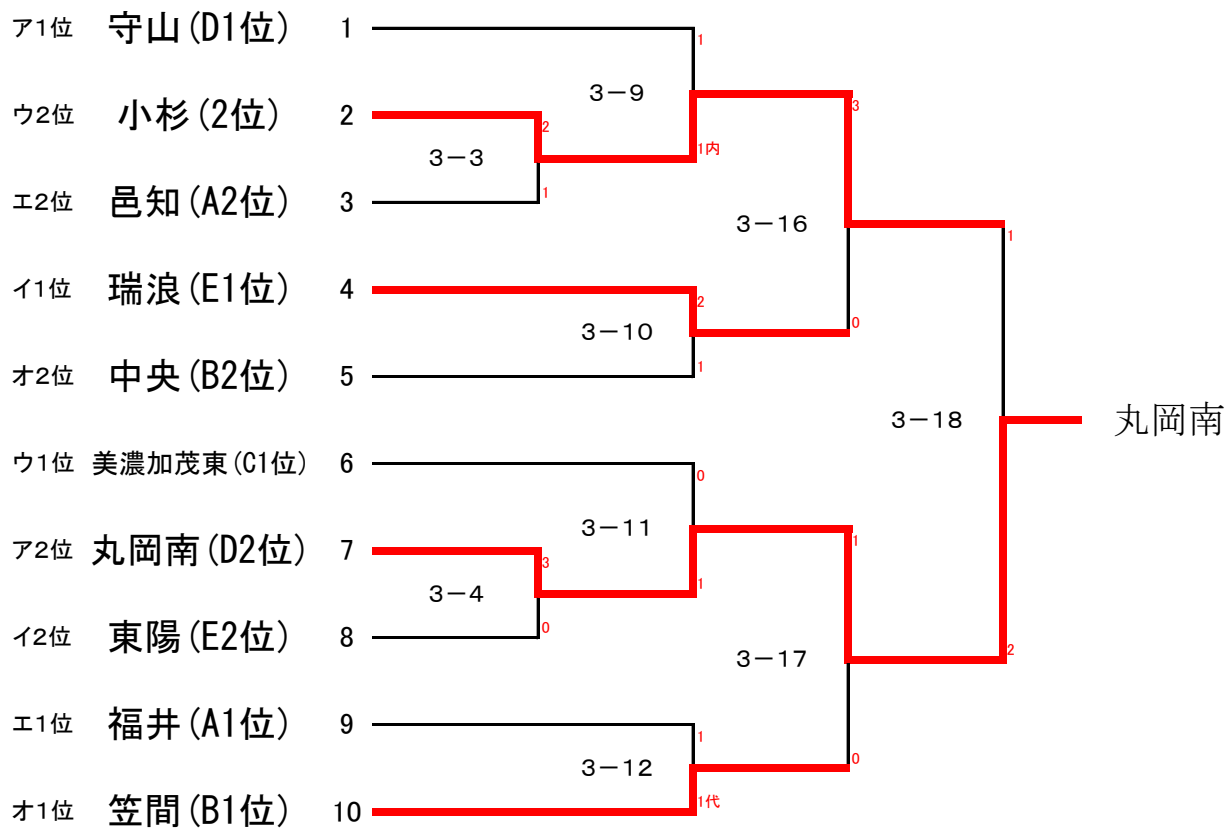 ア1位 守山(D1位) 1
1
3－9
3
ウ2位 小杉(2位) 2
2
3－3
1内
エ2位 邑知(A2位) 3
1
3－16
1
イ1位 瑞浪(E1位) 4
2
3－10
0
オ2位 中央(B2位) 5
1
3－18
丸岡南
ウ1位 美濃加茂東(C1位) 6
0
3－11
1
ア2位 丸岡南(D2位) 7
3
3－4
1
イ2位 東陽(E2位) 8
0
3－17
2
エ1位 福井(A1位) 9
1
3－12
0
オ1位 笠間(B1位) 10
1代